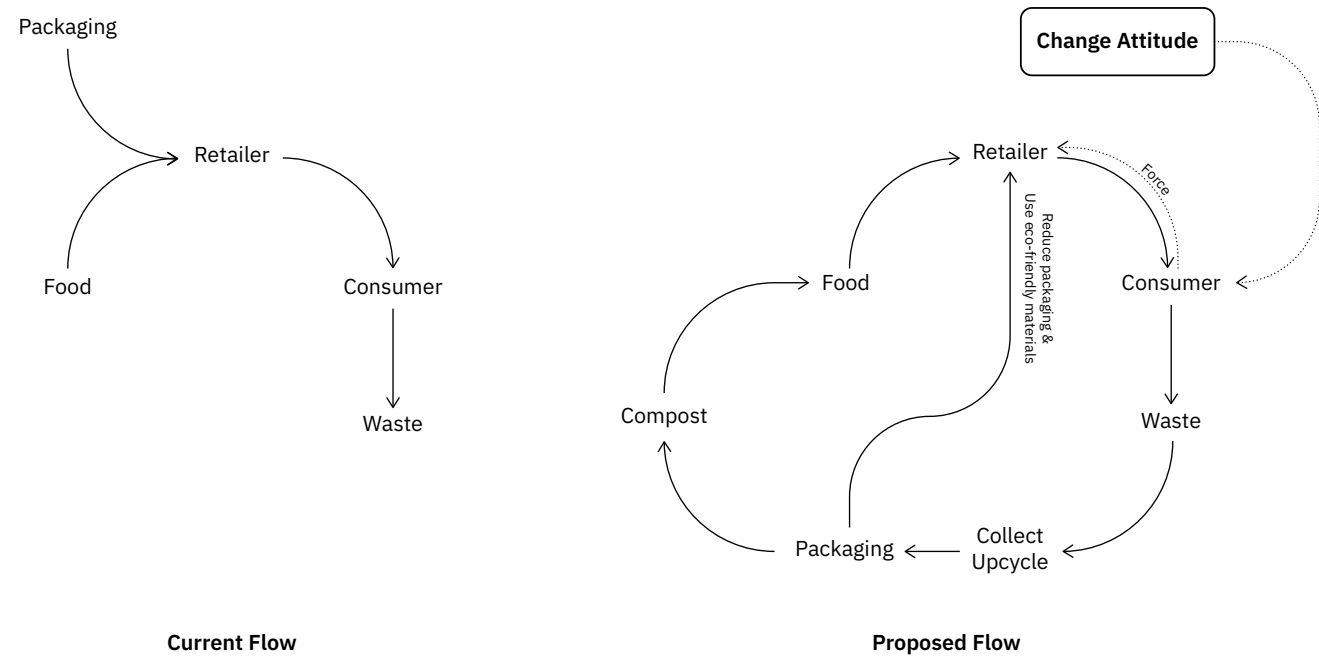 Packaging
Retailer
Food
Consumer
Waste
Current Flow
Change Attitude
Retailer
Force
Reduce packaging &
Use eco-friendly materials
Food
Consumer
Compost
Waste
Packaging
Collect
Upcycle
Proposed Flow